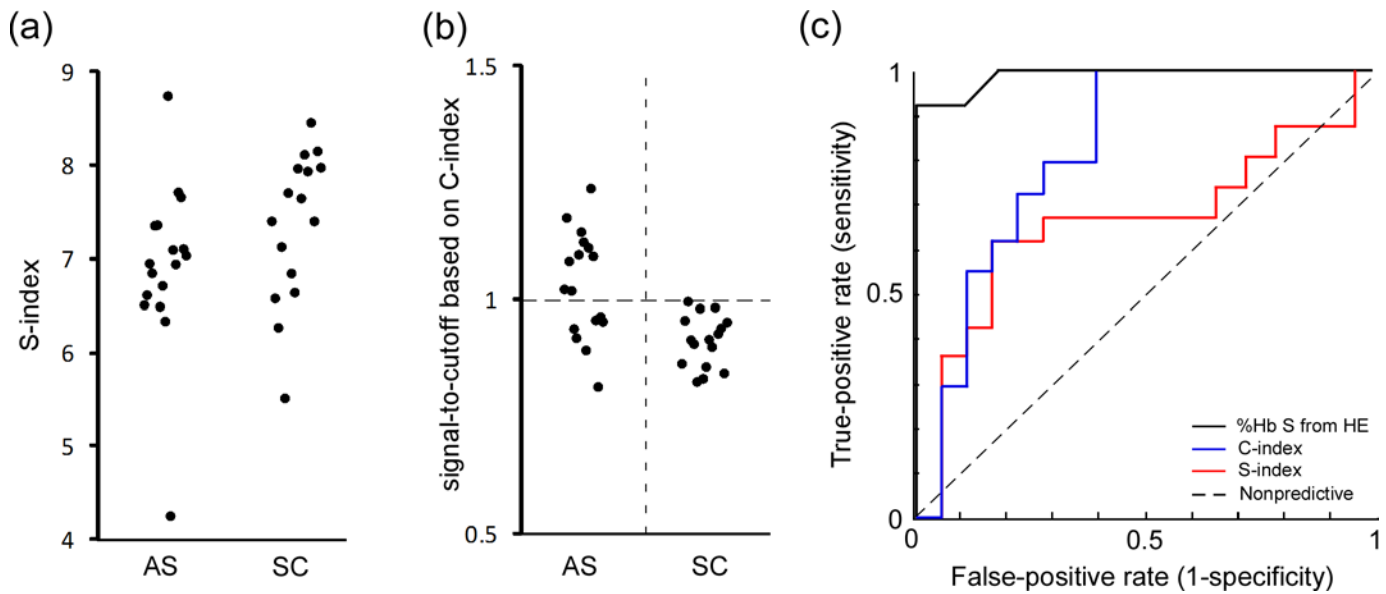 (a)
S-index
9
8
7
6
5
4
AS
SC
(b)
signal-to-cutoff based on C-index
1.5
1
0.5
AS
SC
(c)
True-positive rate (sensitivity)
1
0.5
0
%Hb S from HE
C-index
S-index
Nonpredictive
0
0.5
1
False-positive rate (1-specificity)